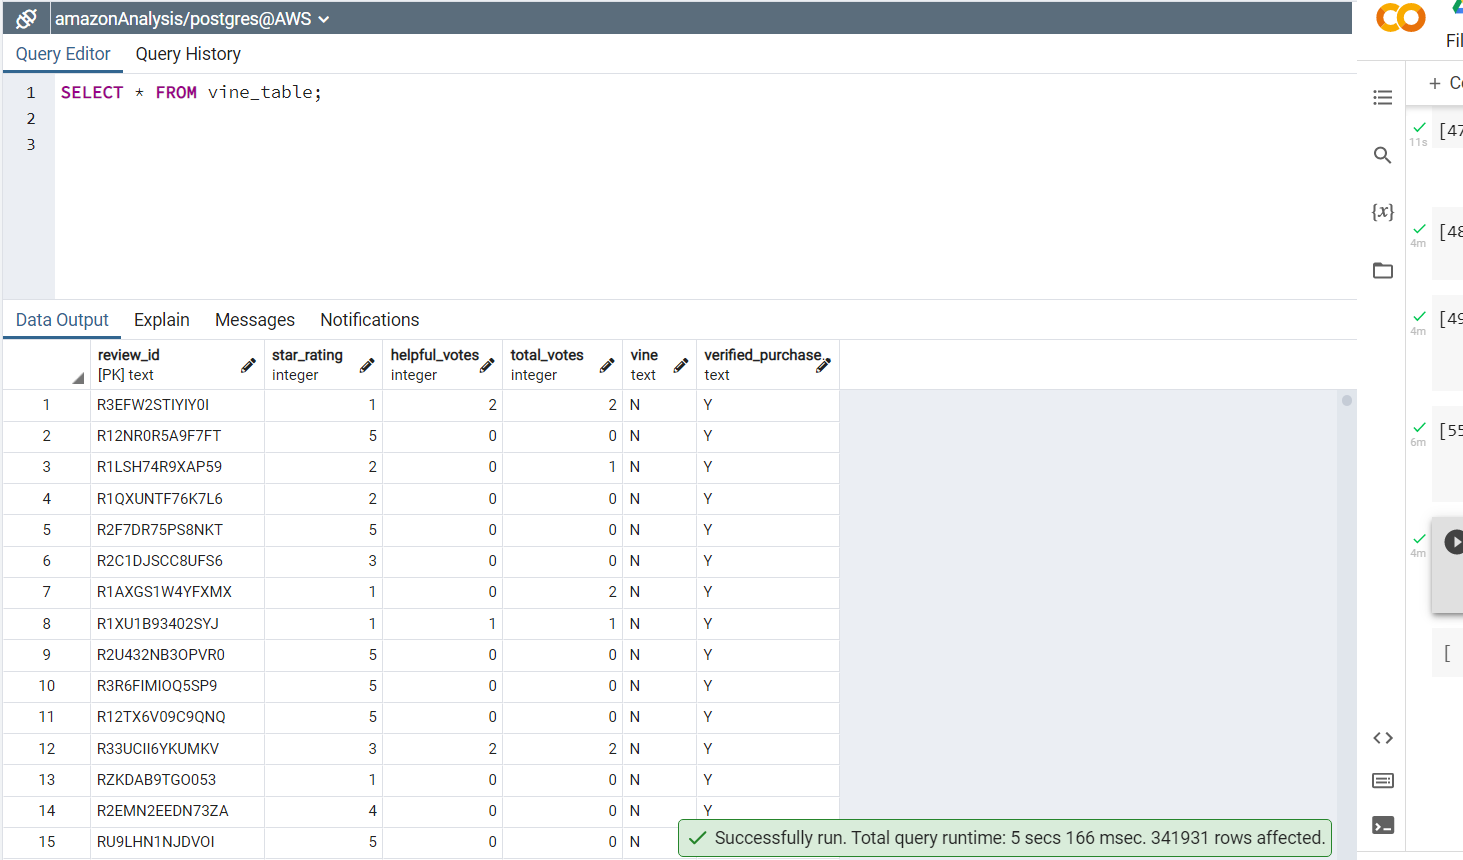 amazonAnalysis/postgres@AWS
Query Editor Query History
1 SELECT * FROM vine_table;
2
3
Data Output Explain Messages Notifications
review_id star_rating helpful_votes total_votes vine verified_purchase
[PK] text integer integer integer text text
1 R3EFW2STIYIY0I 1 2 2 N Y
2 R12NR0R5A9F7FT 5 0 0 N Y
3 R1LSH74R9XAP59 2 0 1 N Y
4 R1QXUNTF76K7L6 2 0 0 N Y
5 R2F7DR75PS8NKT 5 0 0 N Y
6 R2C1DJSCC8UFS6 3 0 0 N Y
7 R1AXGS1W4YFXMX 1 0 2 N Y
8 R1XU1B93402SYJ 1 1 1 N Y
9 R2U432NB3OPVR0 5 0 0 N Y
10 R3R6FIMIOQ5SP9 5 0 0 N Y
11 R12TX6V09C9QNQ 5 0 0 N Y
12 R33UCII6YKUMKV 3 2 2 N Y
13 RZKDAB9TGO053 1 0 0 N Y
14 R2EMN2EEDN73ZA 4 0 0 N Y
15 RU9LHN1NJDVOI 5 0 0 N
Successfully run. Total query runtime: 5 secs 166 msec. 341931 rows affected.
Fil
+ Co
{x}
[47
11s
[48
4m
[49
4m
[55
6m
4m
[